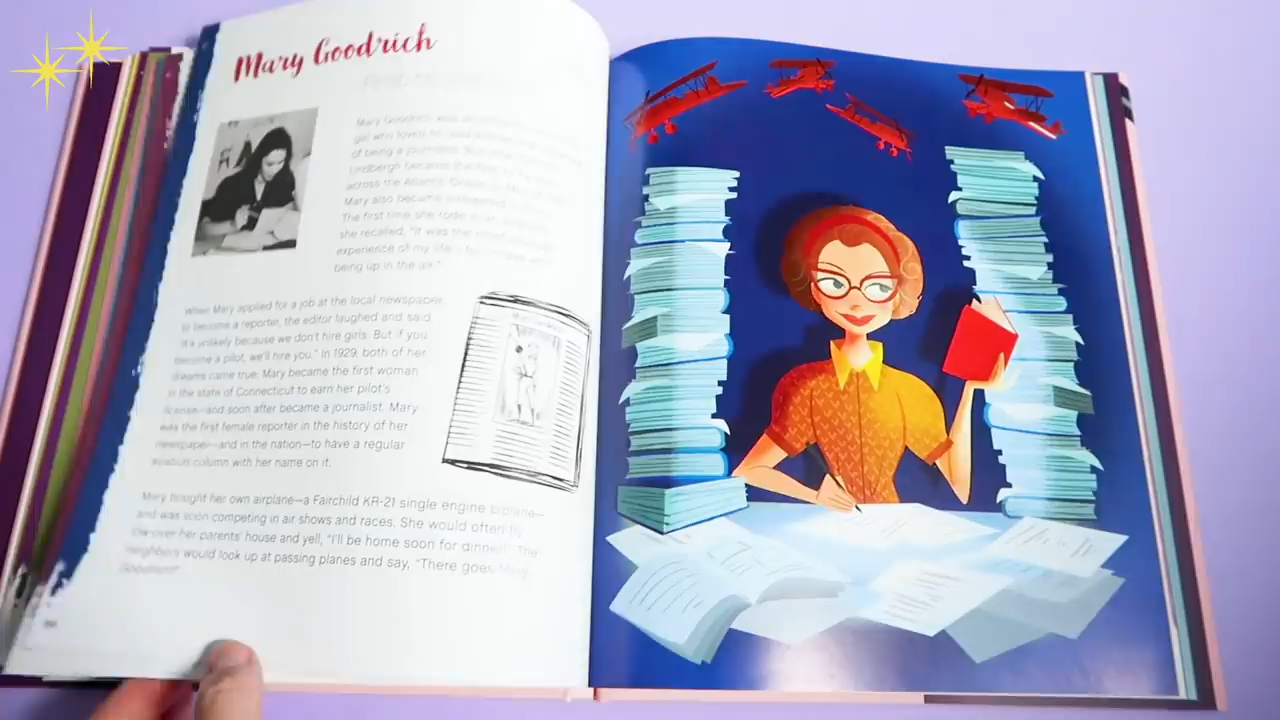 Mary Goodrich
Mary Goodrich was
girl who loved to read
of being a journalist.
Lindbergh became the
across the Atlantic
Mary also became
The first time she rode in an
she recalled, "It was the
experience of my life
being up in the air."
When Mary applied for a job at the local newspaper
to become a reporter, the editor laughed and said,
"It's unlikely because we don't hire girls. But if you
become a pilot, we'll hire you." In 1929, both of her
dreams came true: Mary became the first woman
in the state of Connecticut to earn her pilot's
license—and soon after became a journalist. Mary
was the first female reporter in the history of her
newspaper—and in the nation—to have a regular
aviation column with her name on it.
Mary bought her own airplane—a Fairchild KR-21 single engine biplane—
and was soon competing in air shows and races. She would often fly
low over her parents' house and yell, "I'll be home soon for dinner!" The
neighbors would look up at passing planes and say, "There goes Mary
Goodrich!"